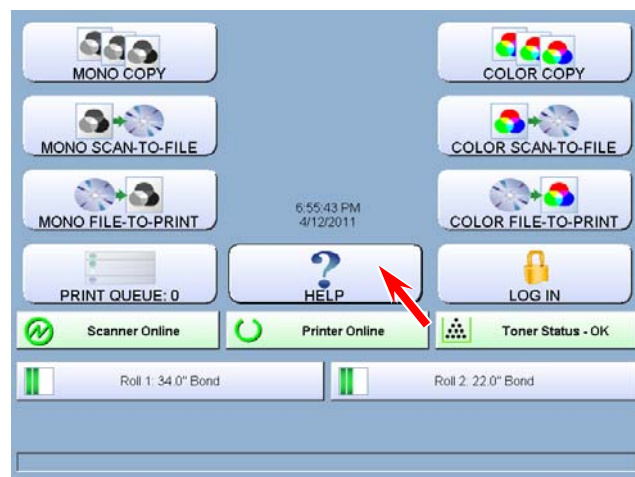 MONO COPY
COLOR COPY
MONO SCAN-TO-FILE
COLOR SCAN-TO-FILE
MONO FILE-TO-PRINT
6:55:43 PM
4/12/2011
COLOR FILE-TO-PRINT
PRINT QUEUE: 0
HELP
LOG IN
Scanner Online
Printer Online
Toner Status - OK
Roll 1: 34.0" Bond
Roll 2: 22.0" Bond